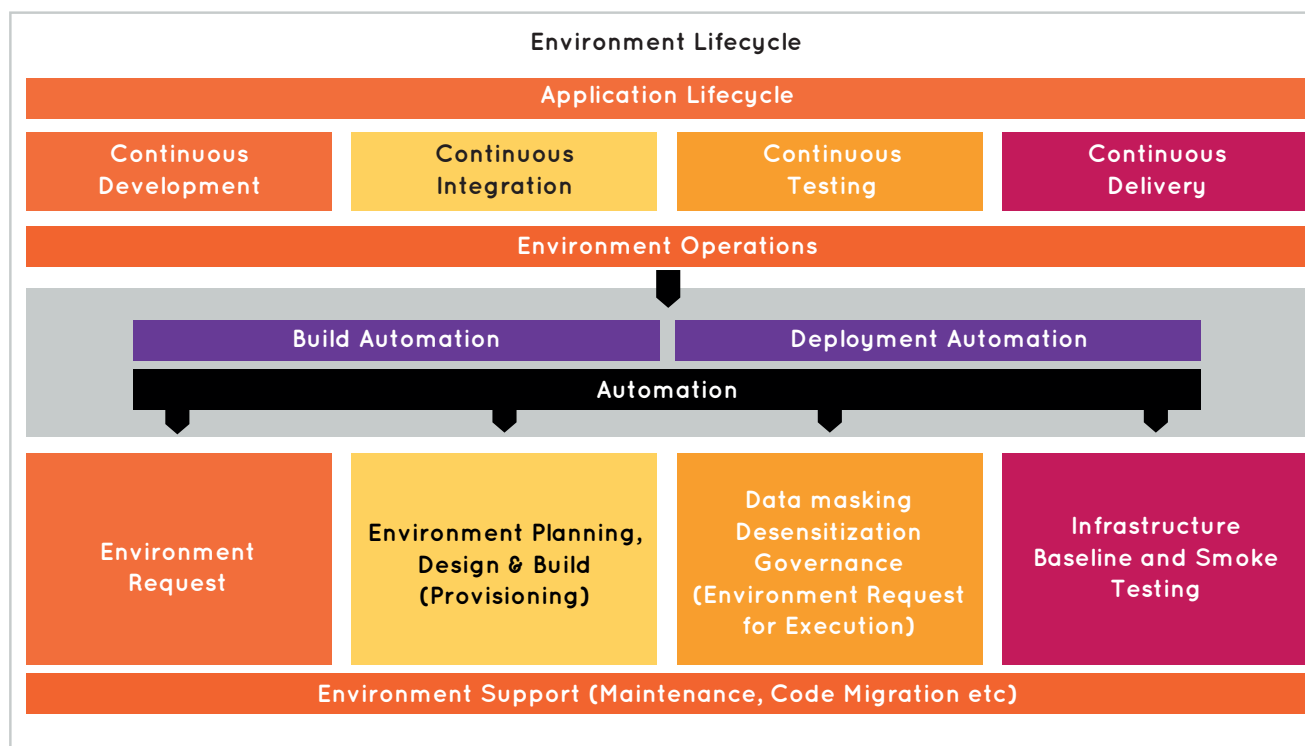 Environment Lifecycle
Application Lifecycle
Continuous
Development
Continuous
Integration
Continuous
Testing
Continuous
Delivery
Environment Operations
Build Automation
Deployment Automation
Automation
Environment
Request
Environment Planning,
Design & Build
(Provisioning)
Data masking
Desensitization
Governance
(Environment Request
for Execution)
Infrastructure
Baseline and Smoke
Testing
Environment Support (Maintenance, Code Migration etc)